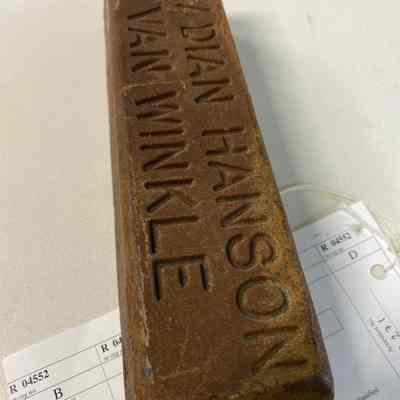 DIAN HANSON
VAN WINKLE
R 04552
D
R 04552
B